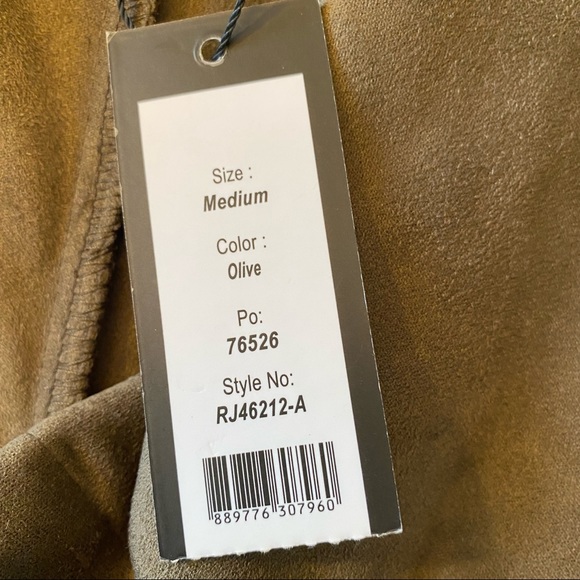 Size :
Medium
Color :
Olive
Po:
76526
Style No:
RJ46212-A
889776 307960